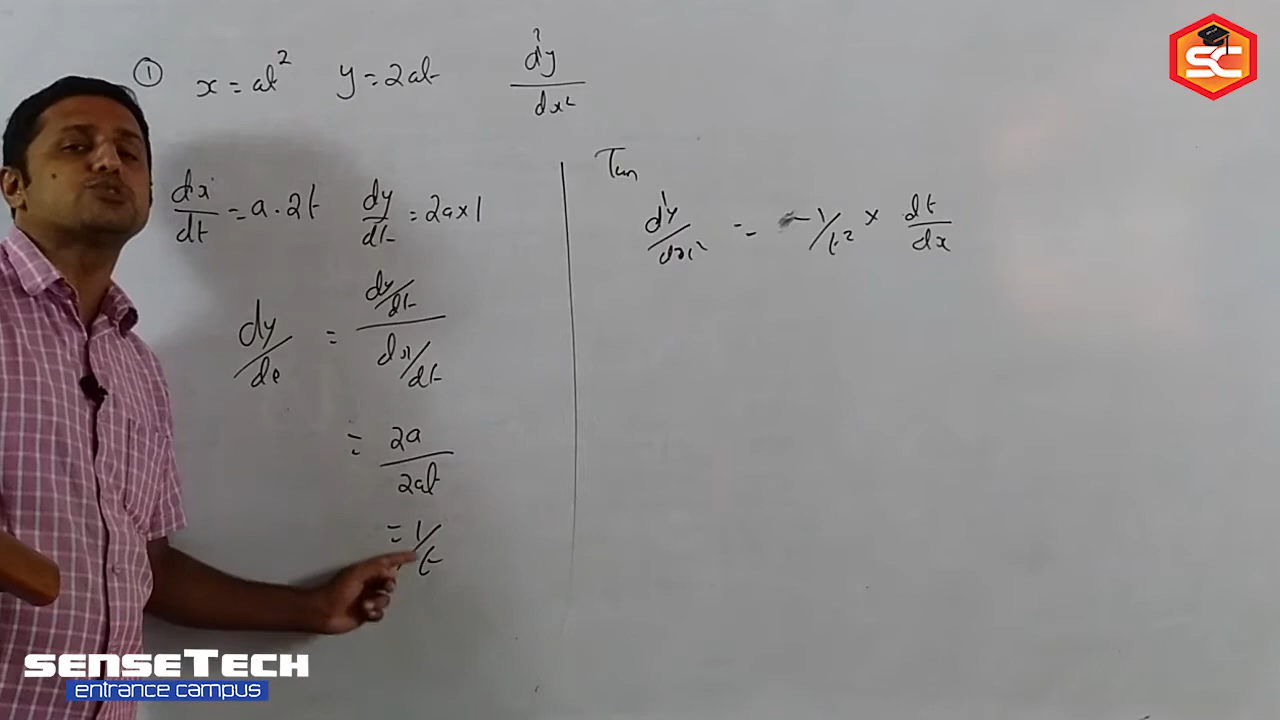 ① x = at² y = 2at d²y/dx²
dx/dt = a · 2t dy/dt = 2a × 1
dy/dx = (dy/dt)/(dx/dt)
= 2a/2at
= 1/t
d²y/dx² = -1/t² × dt/dx
SC
SENSETECH
entrance campus